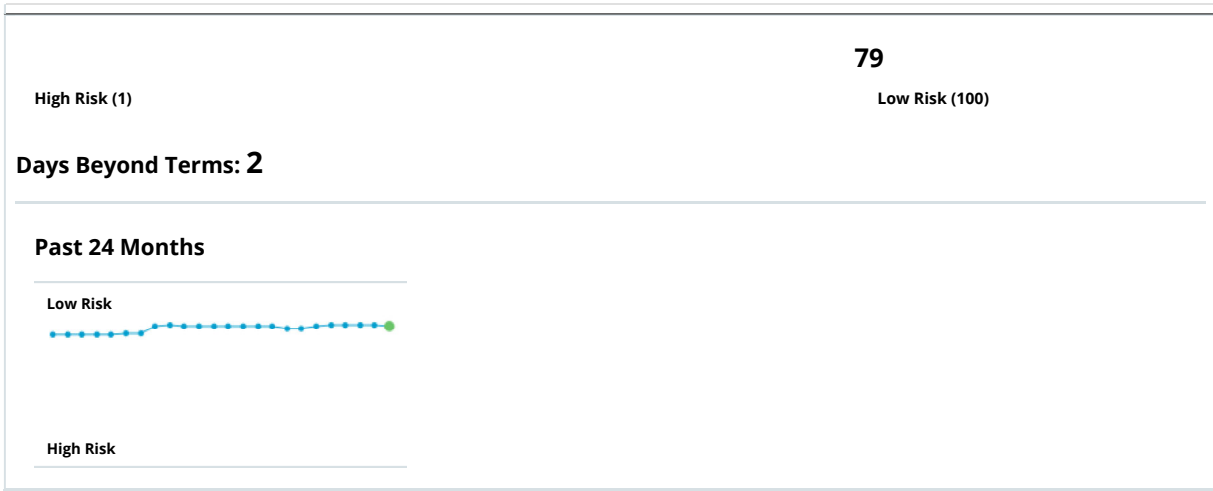 79
High Risk (1) Low Risk (100)
Days Beyond Terms: 2
Past 24 Months
Low Risk
High Risk